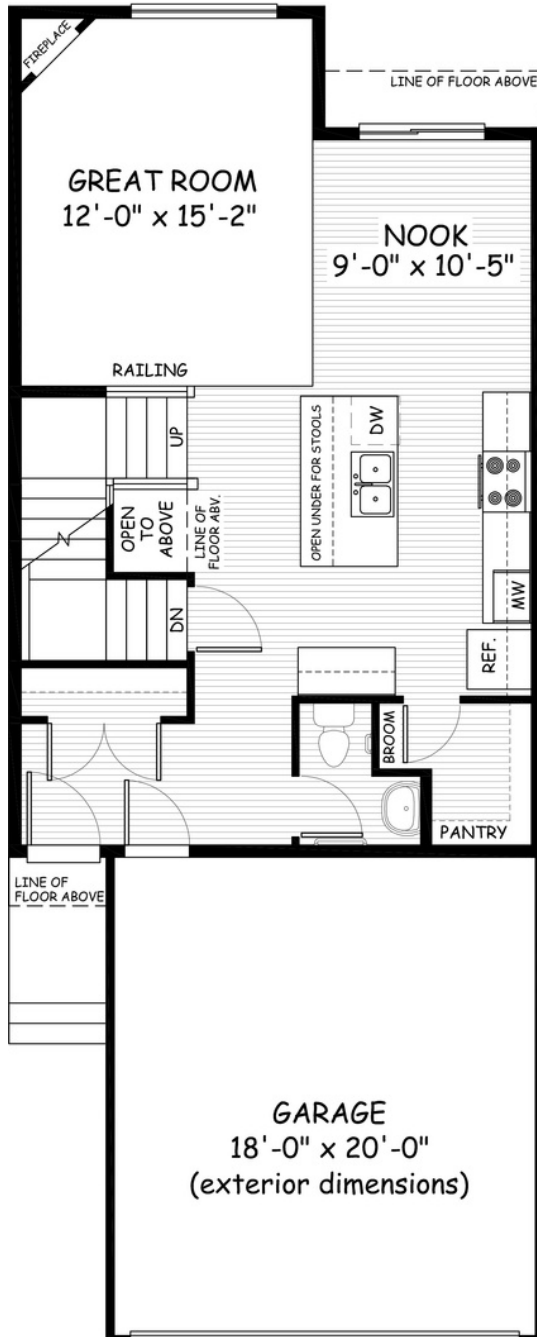 FIREPLACE
LINE OF FLOOR ABOVE
GREAT ROOM
12'-0" x 15'-2"
NOOK
9'-0" x 10'-5"
RAILING
UP
OPEN UNDER FOR STOOLS
DW
OPEN
TO
ABOVE
LINE OF
FLOOR ABV.
DN
MW
REF.
BROOM
PANTRY
LINE OF
FLOOR ABOVE
GARAGE
18'-0" x 20'-0"
(exterior dimensions)